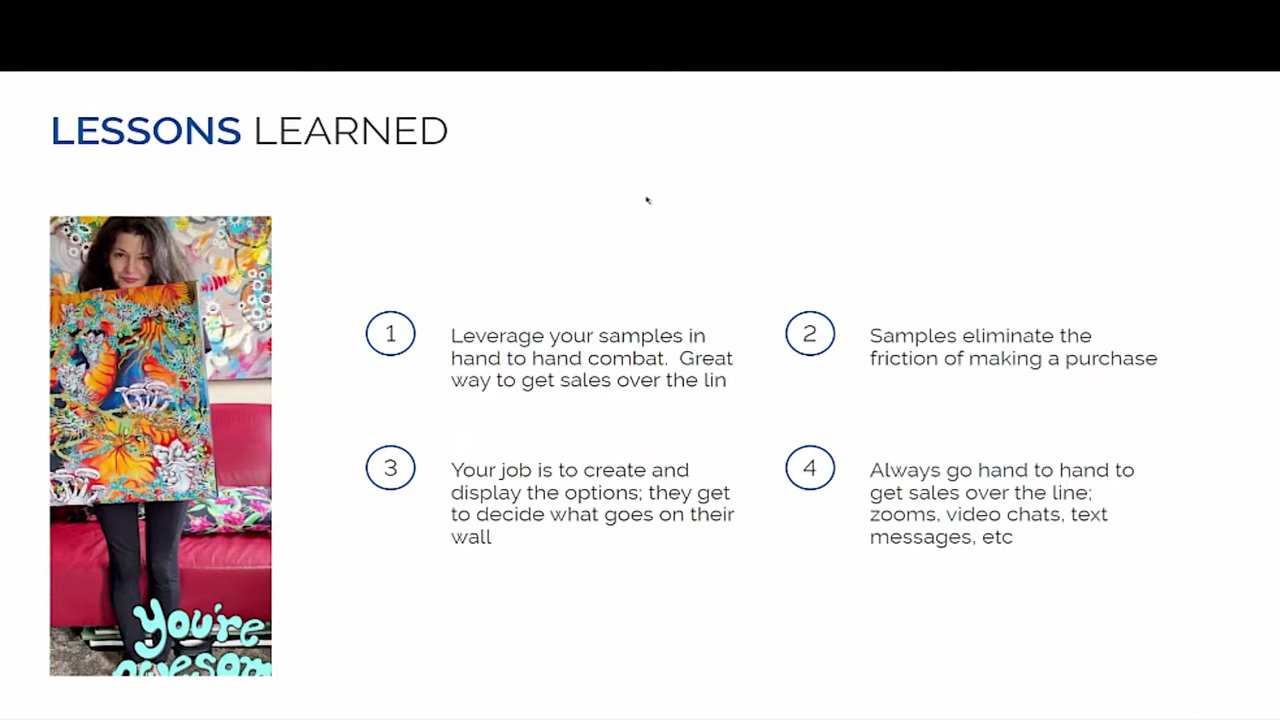 LESSONS LEARNED
1
Leverage your samples in
hand to hand combat.  Great
way to get sales over the lin
2
Samples eliminate the
friction of making a purchase
3
Your job is to create and
display the options; they get
to decide what goes on their
wall
4
Always go hand to hand to
get sales over the line;
zooms, video chats, text
messages, etc
you're
awesom